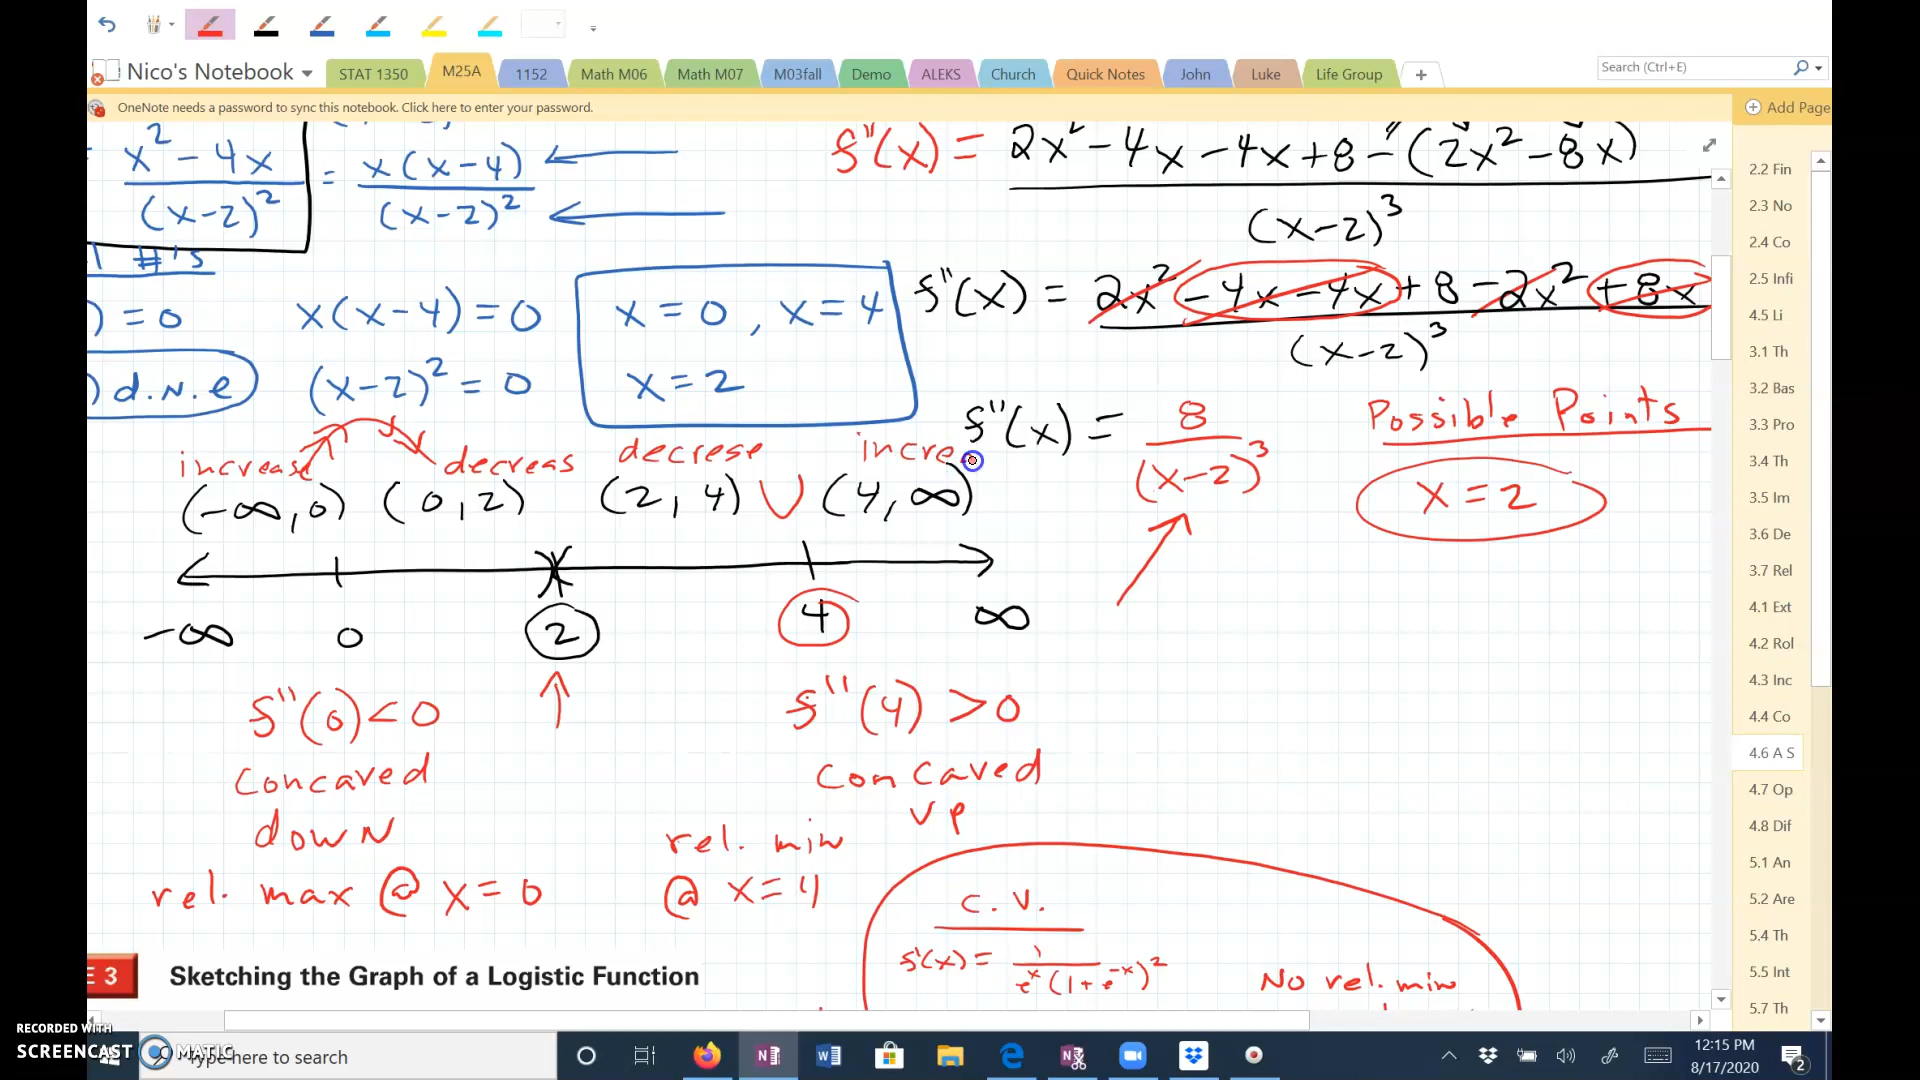 Nico's Notebook
STAT 1350
M25A
1152
Math M06
Math M07
M03fall
Demo
ALEKS
Church
Quick Notes
John
Luke
Life Group
Search (Ctrl+E)
OneNote needs a password to sync this notebook. Click here to enter your password.
Add Page
x² - 4x
(x-2)²
= x(x-4)
(x-2)²
#'s
) = 0
x(x-4) = 0
x = 0, x = 4
) d.N.e
(x-2)² = 0
x = 2
f''(x) = 2x² - 4x - 4x + 8 - (2x² - 8x)
(x-2)³
f''(x) = 2x² - 4x - 4x + 8 - 2x² + 8x
(x-2)³
f''(x) = 8
(x-2)³
Possible Points
x = 2
increase
decreas
decrese
incre
(-∞, 0)
(0, 2)
(2, 4)
(4, ∞)
-∞
0
2
4
∞
f''(0) < 0
Concaved
down
rel. max @ x = 0
f''(4) > 0
Concaved
up
rel. min
@ x = 4
C. V.
f'(x) = 1
eˣ(1+e⁻ˣ)²
No rel. min
E 3
Sketching the Graph of a Logistic Function
2.2 Fin
2.3 No
2.4 Co
2.5 Infi
4.5 Li
3.1 Th
3.2 Bas
3.3 Pro
3.4 Th
3.5 Im
3.6 De
3.7 Rel
4.1 Ext
4.2 Rol
4.3 Inc
4.4 Co
4.6 A S
4.7 Op
4.8 Dif
5.1 An
5.2 Are
5.4 Th
5.5 Int
5.7 Th
RECORDED WITH
SCREENCAST MATIC
Type here to search
12:15 PM
8/17/2020
2